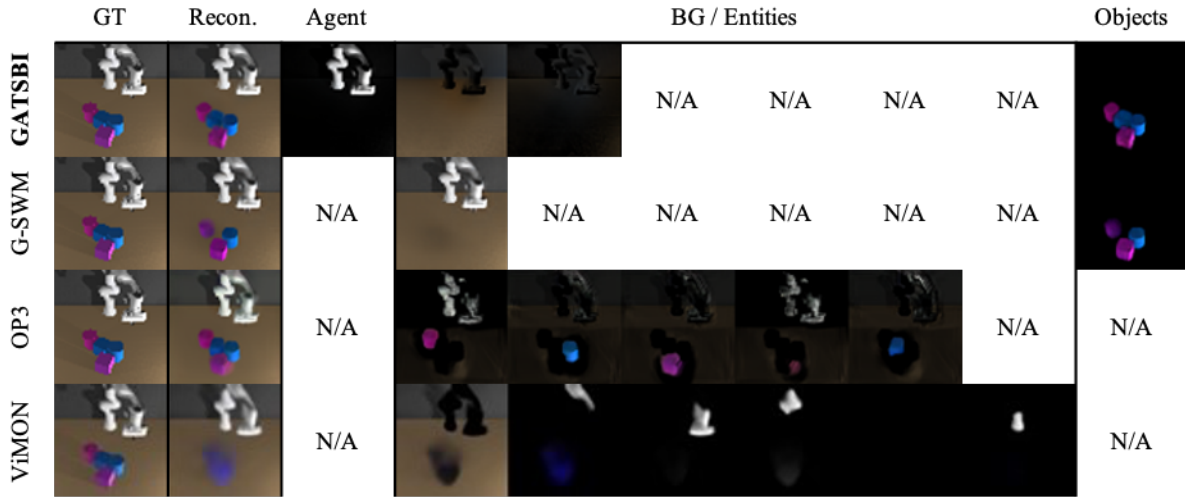 GT Recon. Agent BG / Entities Objects
GATSBI
N/A N/A N/A N/A
G-SWM
N/A N/A N/A N/A N/A N/A
OP3
N/A N/A N/A
ViMON
N/A N/A